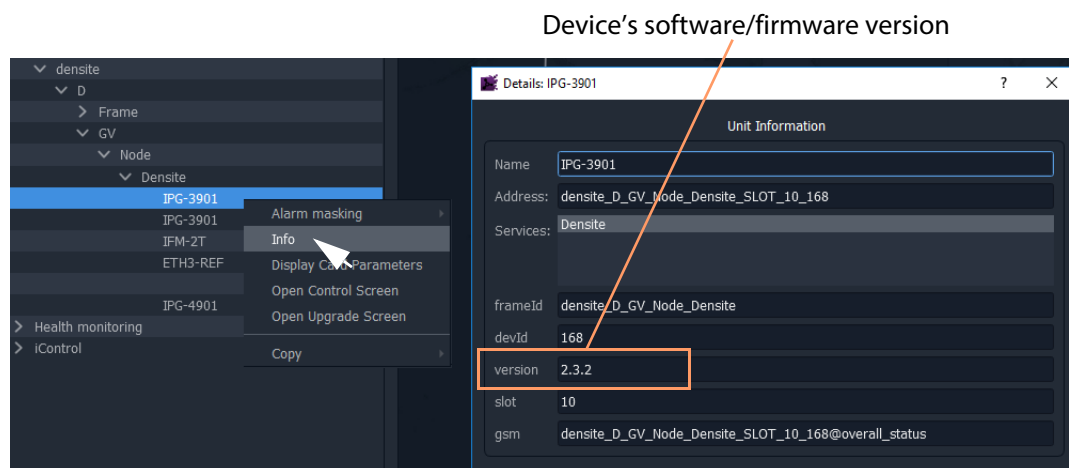 Device's software/firmware version
densite
D
Frame
GV
Node
Densite
IPG-3901
IPG-3901
IFM-2T
ETH3-REF
IPG-4901
Health monitoring
iControl
Alarm masking
Info
Display Card Parameters
Open Control Screen
Open Upgrade Screen
Copy
Details: IPG-3901 ?
Unit Information
Name IPG-3901
Address: densite_D_GV_Node_Densite_SLOT_10_168
Services: Densite
frameId densite_D_GV_Node_Densite
devId 168
version 2.3.2
slot 10
gsm densite_D_GV_Node_Densite_SLOT_10_168@overall_status